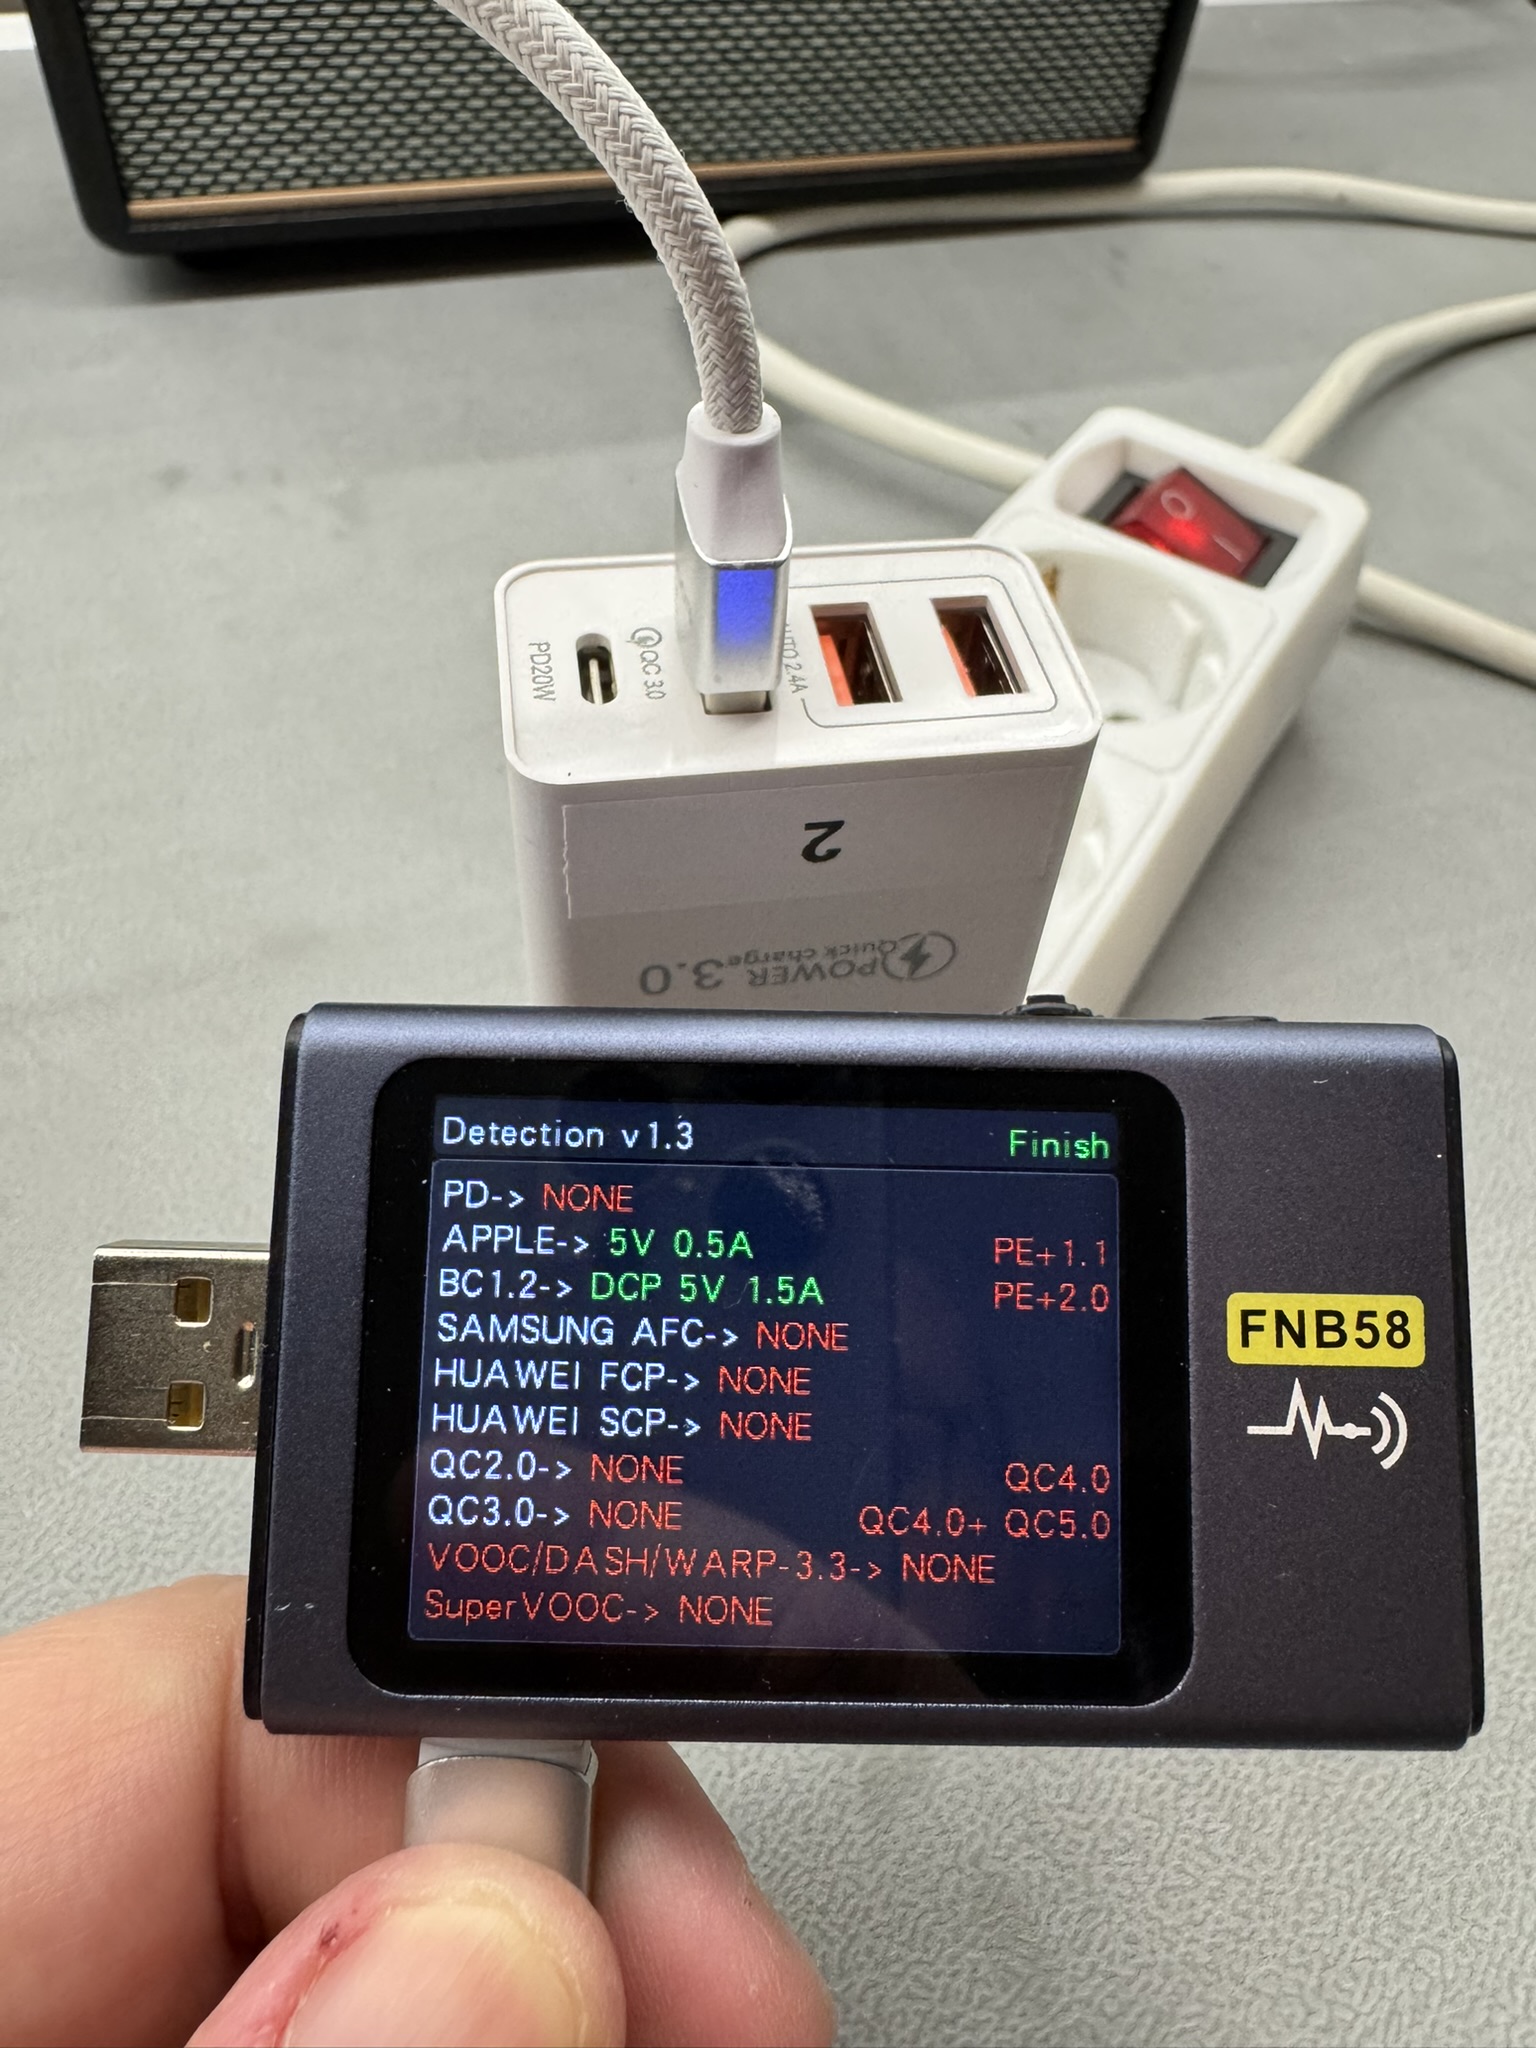 PD20W
QC 3.0
AUTO 2.4A
2
POWER 3.0
Quick charge
Detection v1.3 Finish
PD-> NONE
APPLE-> 5V 0.5A PE+1.1
BC1.2-> DCP 5V 1.5A PE+2.0
SAMSUNG AFC-> NONE
HUAWEI FCP-> NONE
HUAWEI SCP-> NONE
QC2.0-> NONE QC4.0
QC3.0-> NONE QC4.0+ QC5.0
VOOC/DASH/WARP-3.3-> NONE
SuperVOOC-> NONE
FNB58